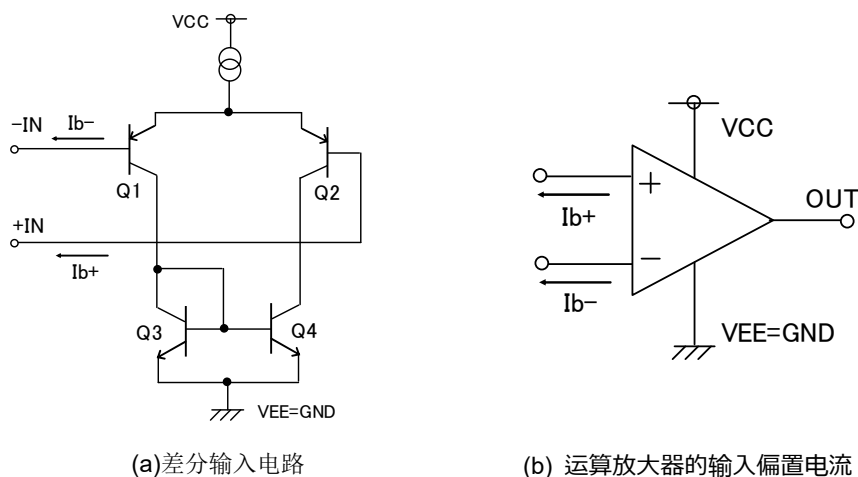 VCC
-IN
Ib-
Q1
Q2
+IN
Ib+
Q3
Q4
VEE=GND
(a)差分输入电路
VCC
+
Ib+
OUT
-
Ib-
VEE=GND
(b) 运算放大器的输入偏置电流